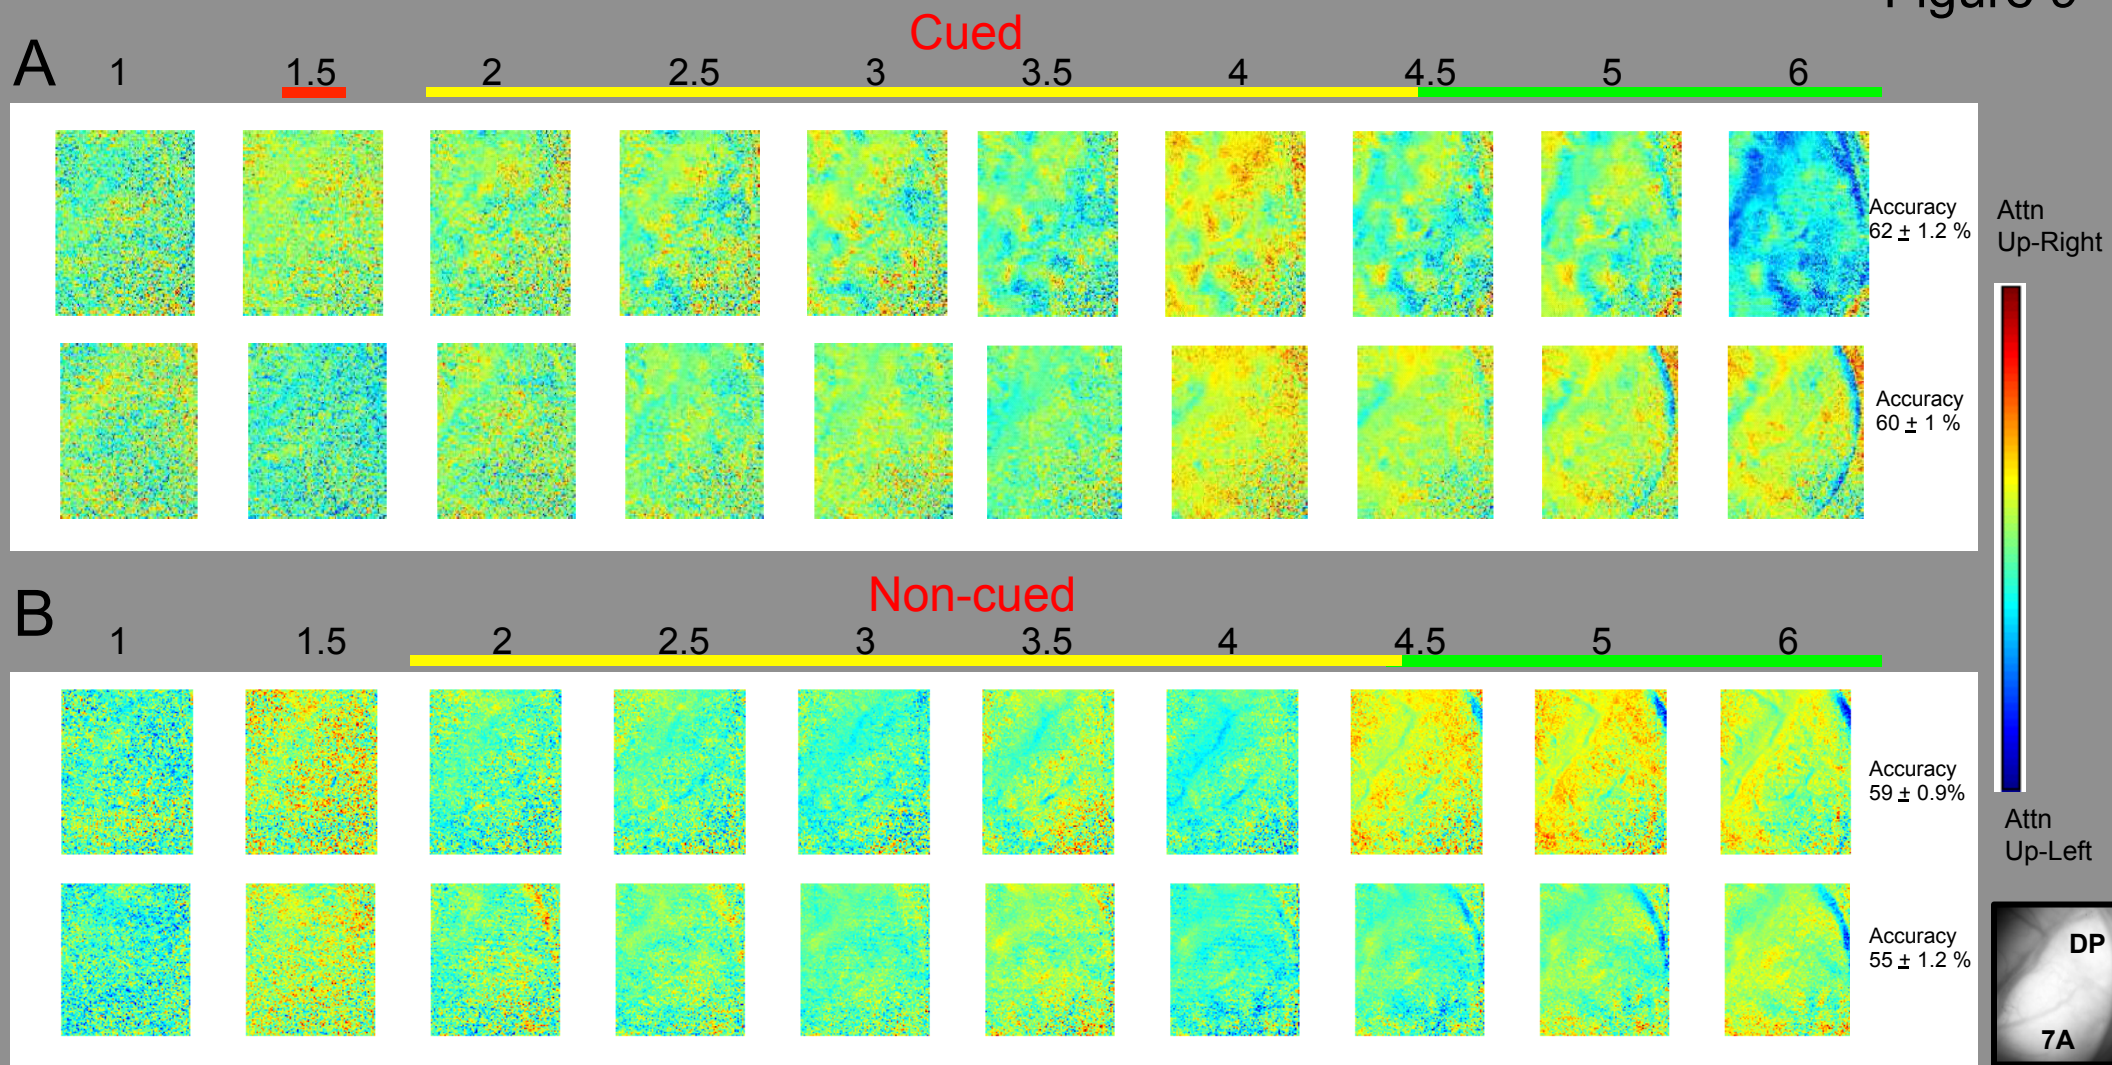 Cued
A
1 1.5 2 2.5 3 3.5 4 4.5 5 6
Accuracy
62 ± 1.2 %
Accuracy
60 ± 1 %
Attn
Up-Right
Non-cued
B
1 1.5 2 2.5 3 3.5 4 4.5 5 6
Accuracy
59 ± 0.9%
Accuracy
55 ± 1.2 %
Attn
Up-Left
DP
7A